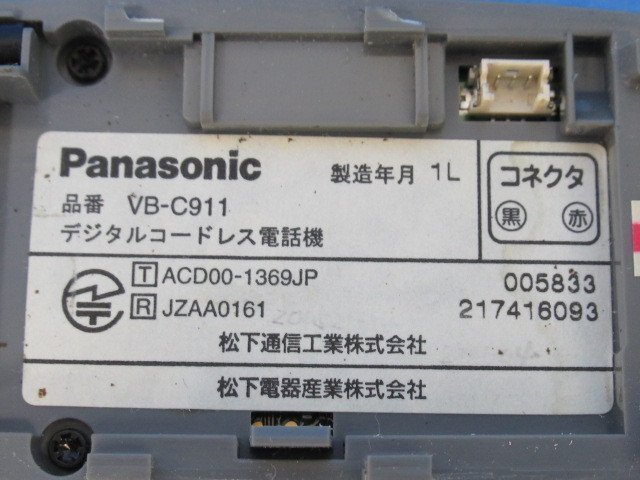 Panasonic 製造年月 1L
品番 VB-C911
デジタルコードレス電話機
コネクタ
黒 赤
T ACD00-1369JP 005833
R JZAA0161 217416093
松下通信工業株式会社
松下電器産業株式会社